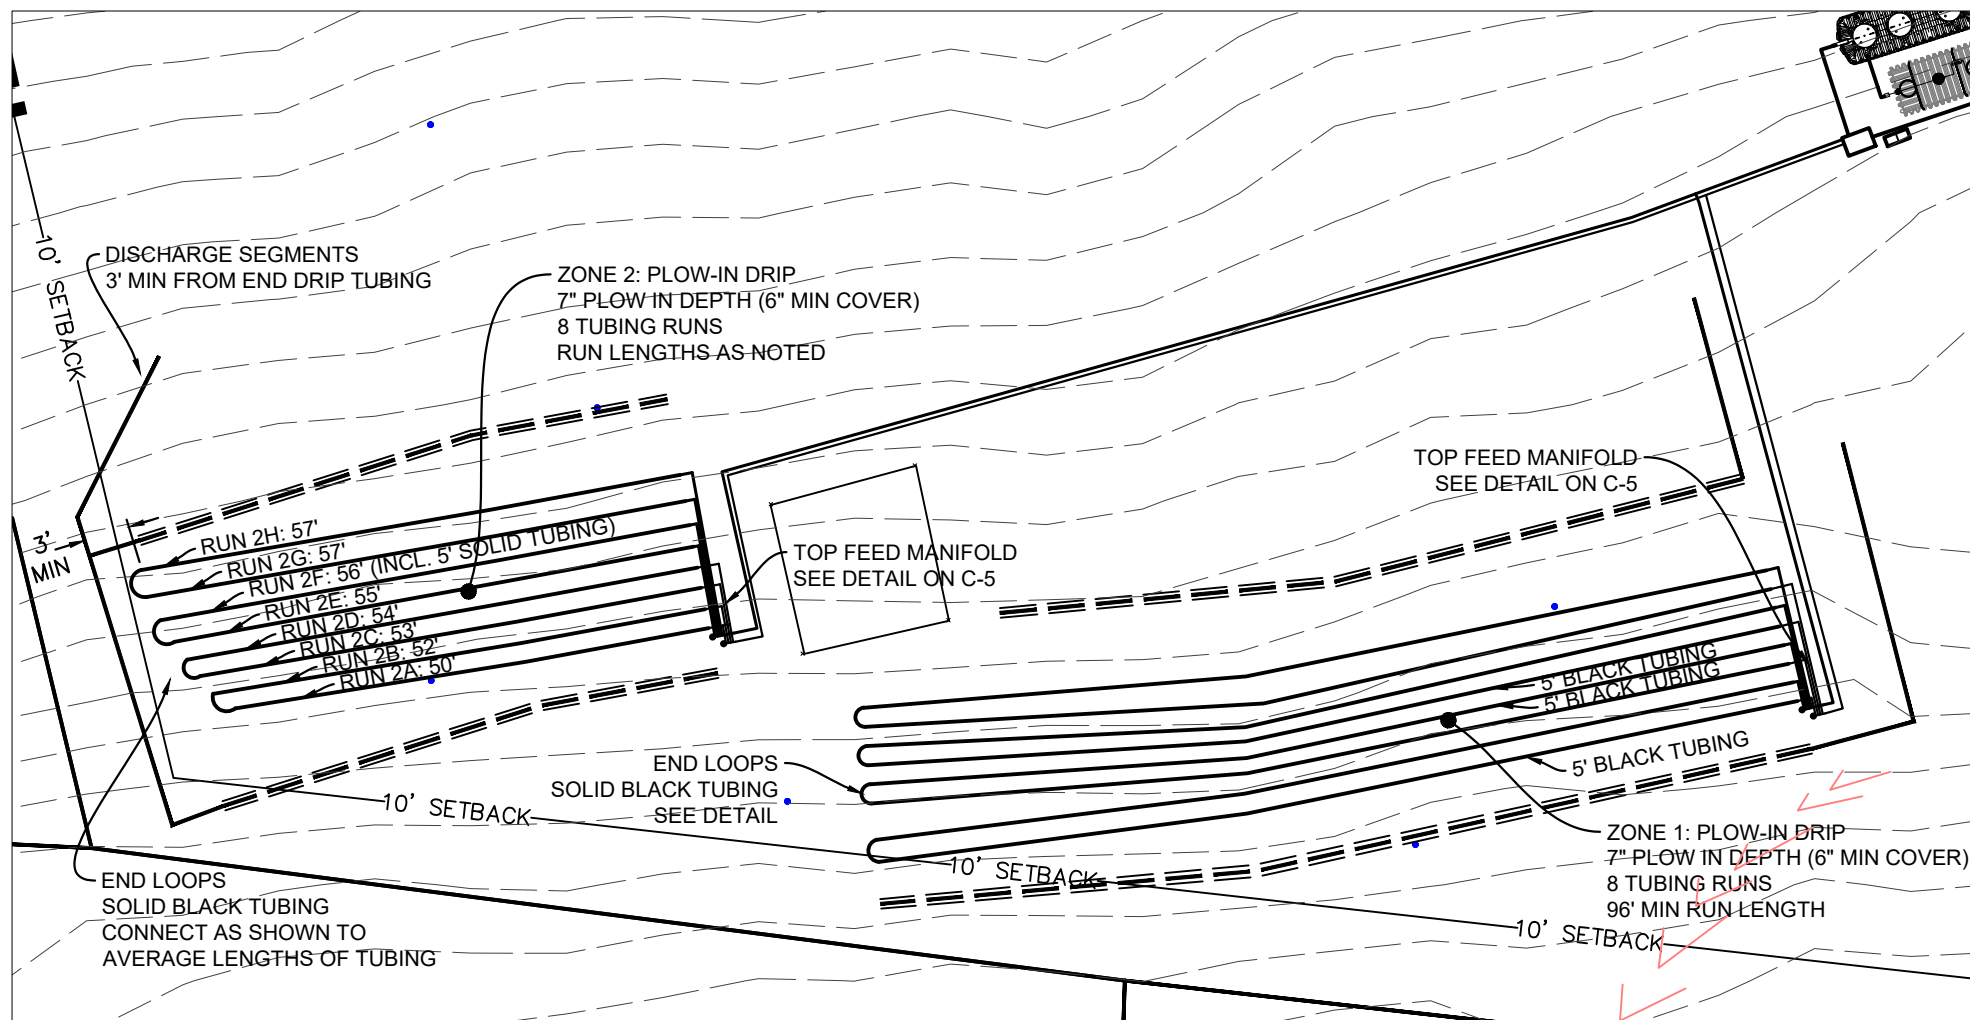 10' SETBACK
DISCHARGE SEGMENTS
3' MIN FROM END DRIP TUBING
ZONE 2: PLOW-IN DRIP
7" PLOW IN DEPTH (6" MIN COVER)
8 TUBING RUNS
RUN LENGTHS AS NOTED
TOP FEED MANIFOLD
SEE DETAIL ON C-5
3'
MIN
RUN 2H: 57'
RUN 2G: 57'
RUN 2F: 56' (INCL. 5' SOLID TUBING)
RUN 2E: 55'
RUN 2D: 54'
RUN 2C: 53'
RUN 2B: 52'
RUN 2A: 50'
TOP FEED MANIFOLD
SEE DETAIL ON C-5
5' BLACK TUBING
5' BLACK TUBING
5' BLACK TUBING
END LOOPS
SOLID BLACK TUBING
SEE DETAIL
10' SETBACK
10' SETBACK
10' SETBACK
ZONE 1: PLOW-IN DRIP
7" PLOW IN DEPTH (6" MIN COVER)
8 TUBING RUNS
96' MIN RUN LENGTH
END LOOPS
SOLID BLACK TUBING
CONNECT AS SHOWN TO
AVERAGE LENGTHS OF TUBING